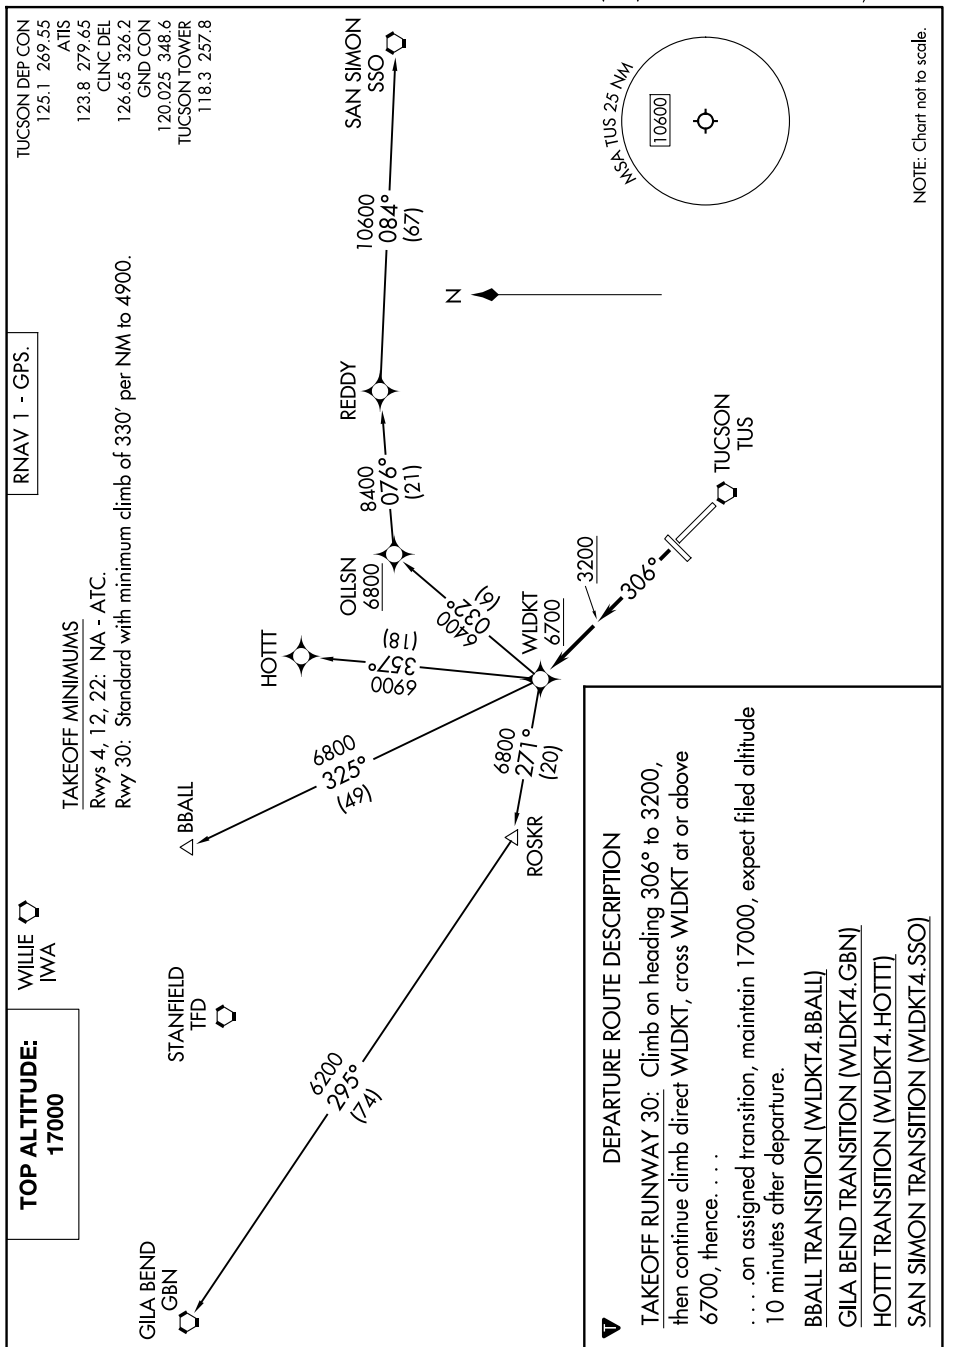 TOP ALTITUDE:
17000
WILLIE
IWA
RNAV 1 - GPS.
TUCSON DEP CON
125.1 269.55
ATIS
123.8 279.65
CLNC DEL
126.65 326.2
GND CON
120.025 348.6
TUCSON TOWER
118.3 257.8
TAKEOFF MINIMUMS
Rwys 4, 12, 22: NA - ATC.
Rwy 30: Standard with minimum climb of 330' per NM to 4900.
STANFIELD
TFD
GILA BEND
GBN
BBALL
HOTTT
OLLSN
6800
REDDY
SAN SIMON
SSO
6200
295°
(74)
6800
325°
(49)
6900
357°
(18)
6400
032°
(9)
8400
076°
(21)
10600
084°
(67)
6800
271°
(20)
ROSKR
WLDKT
6700
3200
306°
TUCSON
TUS
N
MSA TUS 25 NM
10600
NOTE: Chart not to scale.
T
DEPARTURE ROUTE DESCRIPTION
TAKEOFF RUNWAY 30: Climb on heading 306° to 3200,
then continue climb direct WLDKT, cross WLDKT at or above
6700, thence. . . .
. . . .on assigned transition, maintain 17000, expect filed altitude
10 minutes after departure.
BBALL TRANSITION (WLDKT4.BBALL)
GILA BEND TRANSITION (WLDKT4.GBN)
HOTTT TRANSITION (WLDKT4.HOTTT)
SAN SIMON TRANSITION (WLDKT4.SSO)